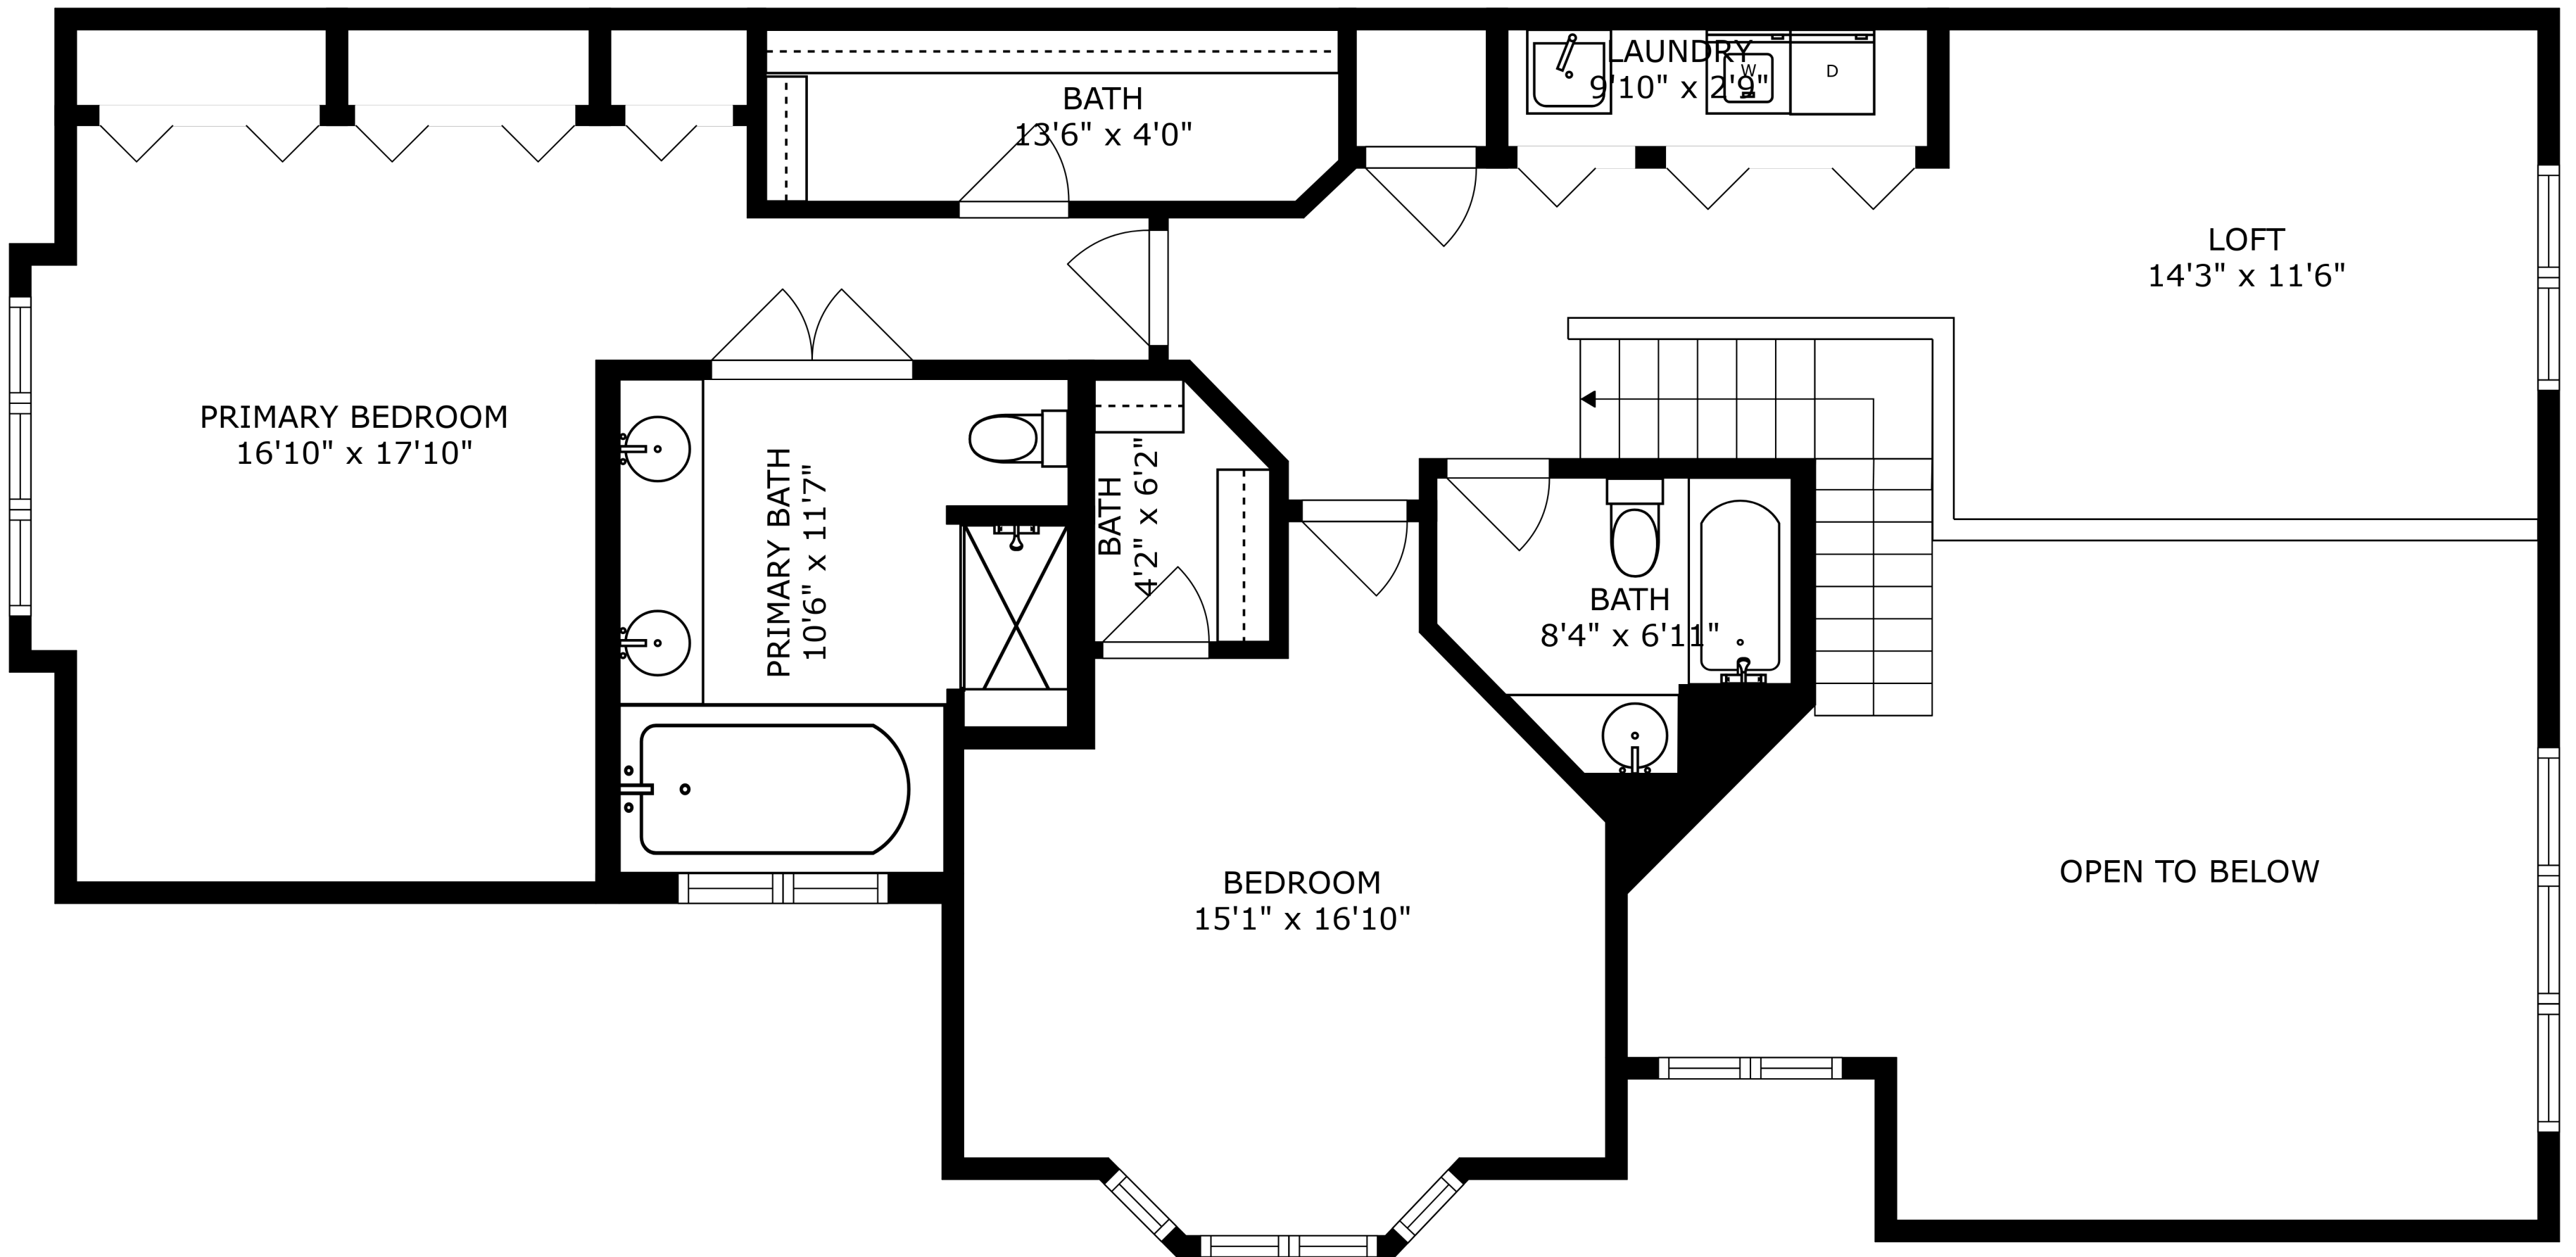 LAUNDRY
9'10" x 2'9"
W
D
BATH
13'6" x 4'0"
LOFT
14'3" x 11'6"
PRIMARY BEDROOM
16'10" x 17'10"
PRIMARY BATH
10'6" x 11'7"
BATH
4'2" x 6'2"
BATH
8'4" x 6'11"
BEDROOM
15'1" x 16'10"
OPEN TO BELOW